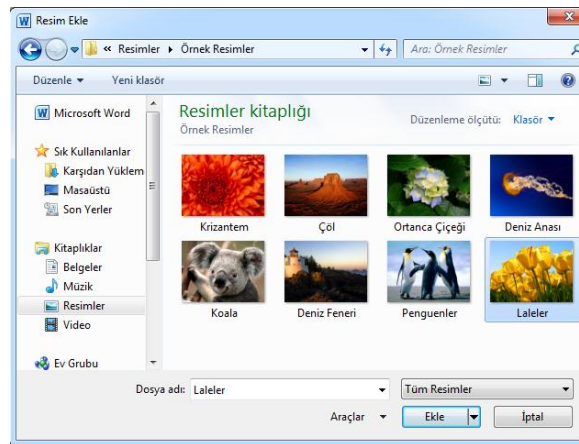 Resim Ekle
« Resimler ▸ Örnek Resimler
Ara: Örnek Resimler
Düzenle
Yeni klasör
Microsoft Word
Sık Kullanılanlar
Karşıdan Yüklem
Masaüstü
Son Yerler
Kitaplıklar
Belgeler
Müzik
Resimler
Video
Ev Grubu
Resimler kitaplığı
Örnek Resimler
Düzenleme ölçütü: Klasör
Krizantem
Çöl
Ortanca Çiçeği
Deniz Anası
Koala
Deniz Feneri
Penguenler
Laleler
Dosya adı: Laleler
Tüm Resimler
Araçlar
Ekle
İptal